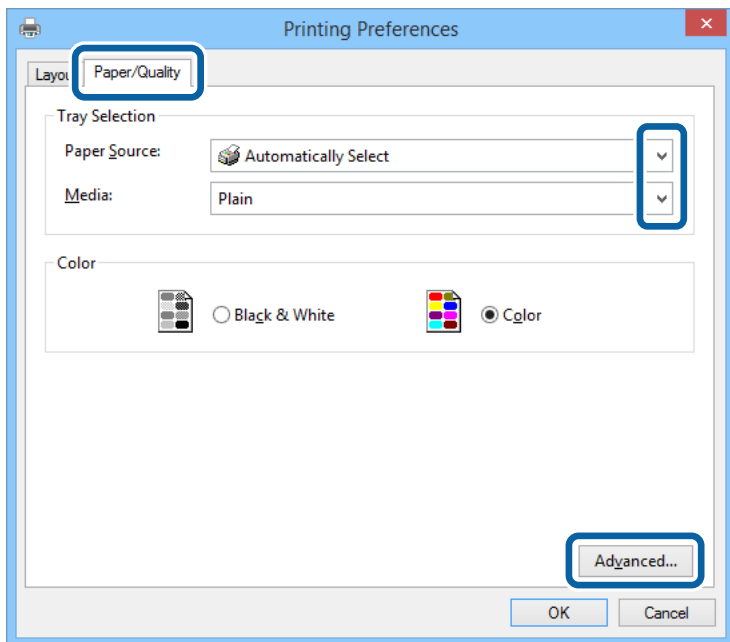 Printing Preferences
Paper/Quality
Tray Selection
Paper Source: Automatically Select
Media: Plain
Color
Black & White Color
Advanced...
OK Cancel